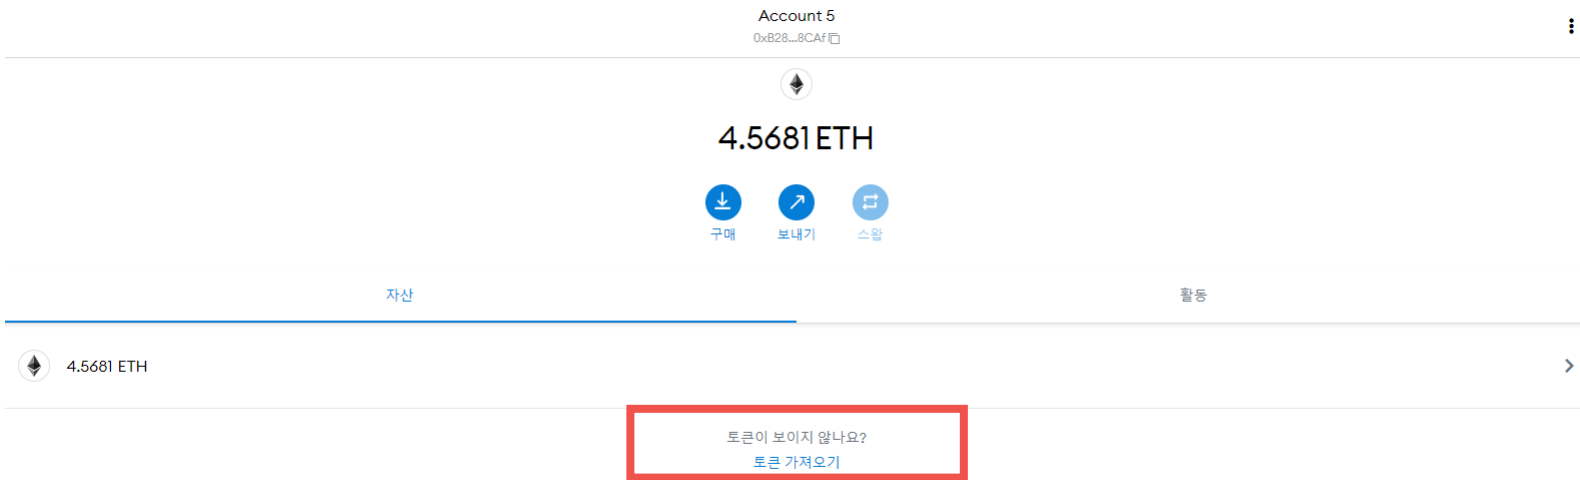 Account 5
0xB28...8CAf
4.5681 ETH
구매
보내기
스왑
자산
활동
4.5681 ETH
토큰이 보이지 않나요?
토큰 가져오기